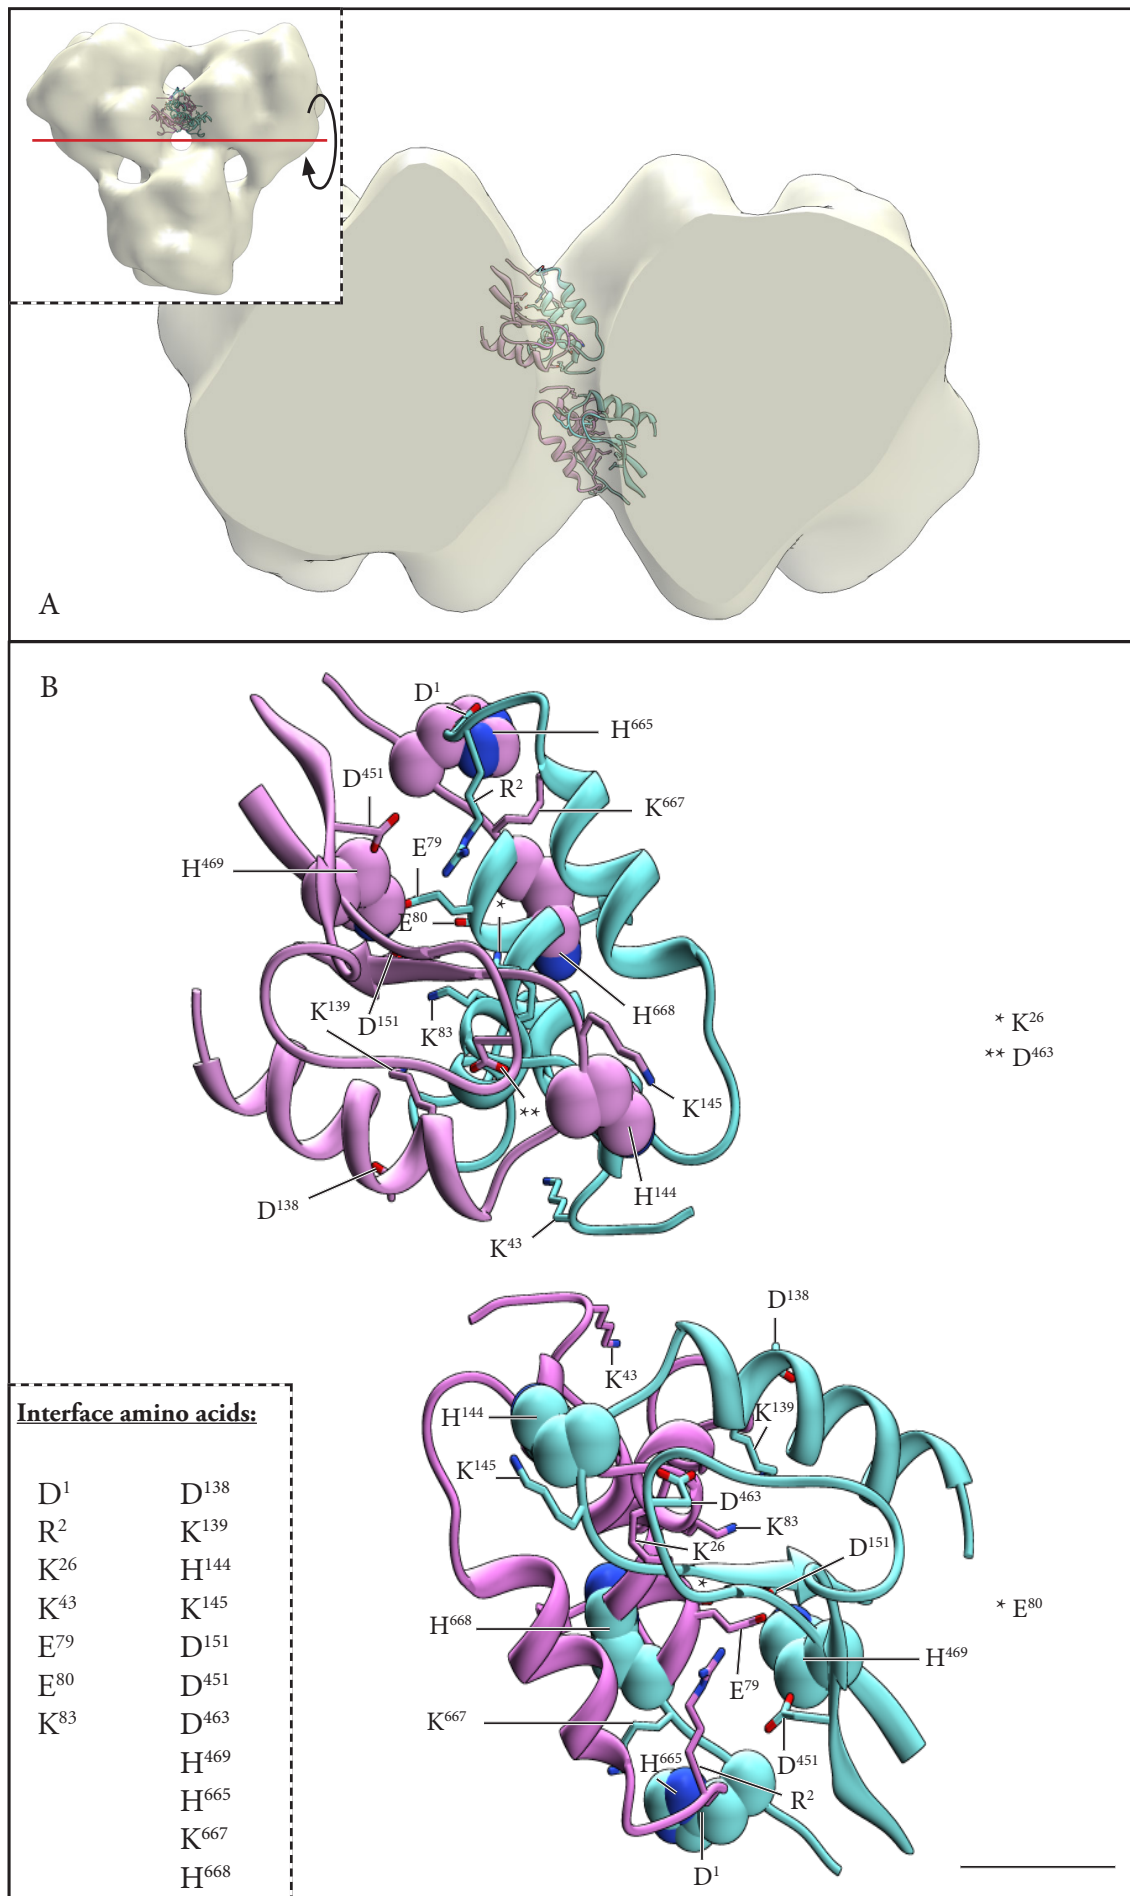 A
B
D¹
H⁶⁶⁵
D⁴⁵¹
R²
K⁶⁶⁷
E⁷⁹
H⁴⁶⁹
*
E⁸⁰
K¹³⁹
D¹⁵¹
K⁸³
H⁶⁶⁸
* K²⁶
** D⁴⁶³
**
K¹⁴⁵
D¹³⁸
H¹⁴⁴
K⁴³
D¹³⁸
K⁴³
H¹⁴⁴
K¹³⁹
K¹⁴⁵
D⁴⁶³
K⁸³
K²⁶
D¹⁵¹
*
* E⁸⁰
H⁶⁶⁸
H⁴⁶⁹
E⁷⁹
K⁶⁶⁷
H⁶⁶⁵
D⁴⁵¹
R²
D¹
Interface amino acids:
D¹ D¹³⁸
R² K¹³⁹
K²⁶ H¹⁴⁴
K⁴³ K¹⁴⁵
E⁷⁹ D¹⁵¹
E⁸⁰ D⁴⁵¹
K⁸³ D⁴⁶³
H⁴⁶⁹
H⁶⁶⁵
K⁶⁶⁷
H⁶⁶⁸